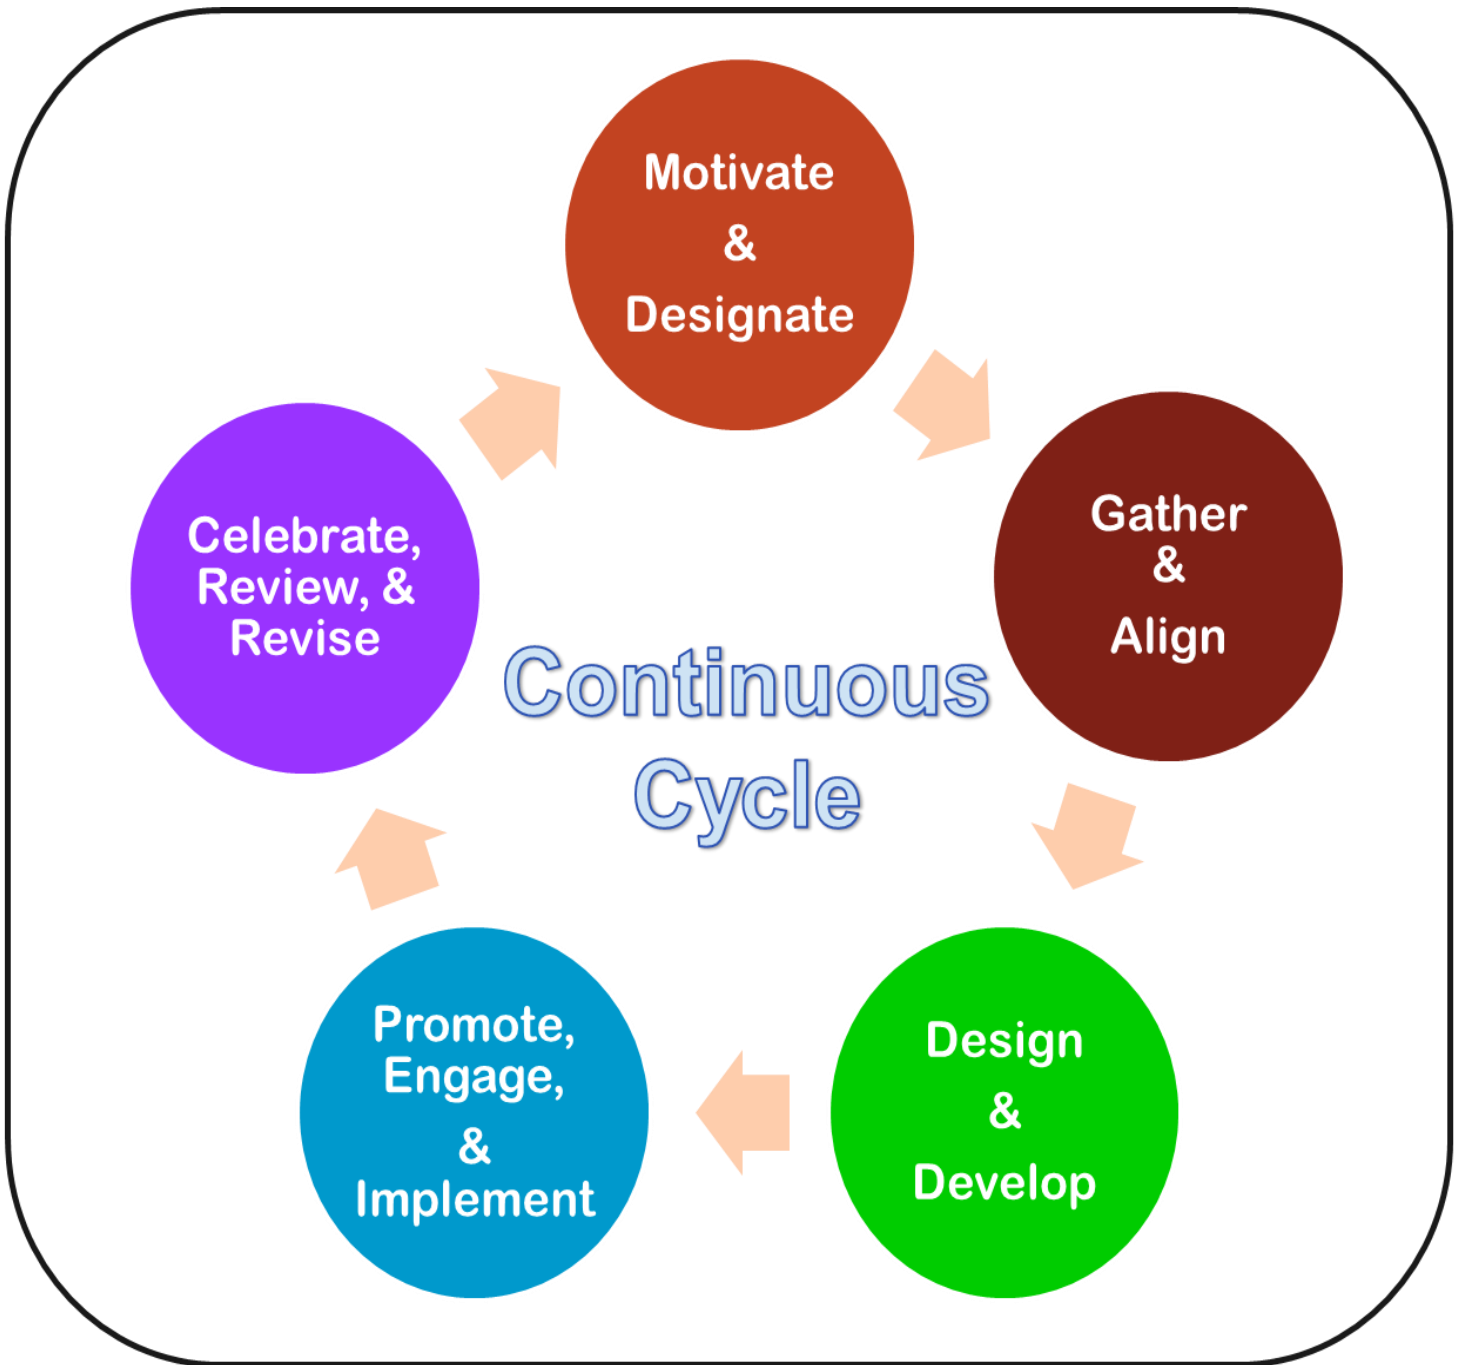 Motivate
&
Designate
Gather
&
Align
Design
&
Develop
Promote,
Engage,
&
Implement
Celebrate,
Review, &
Revise
Continuous
Cycle